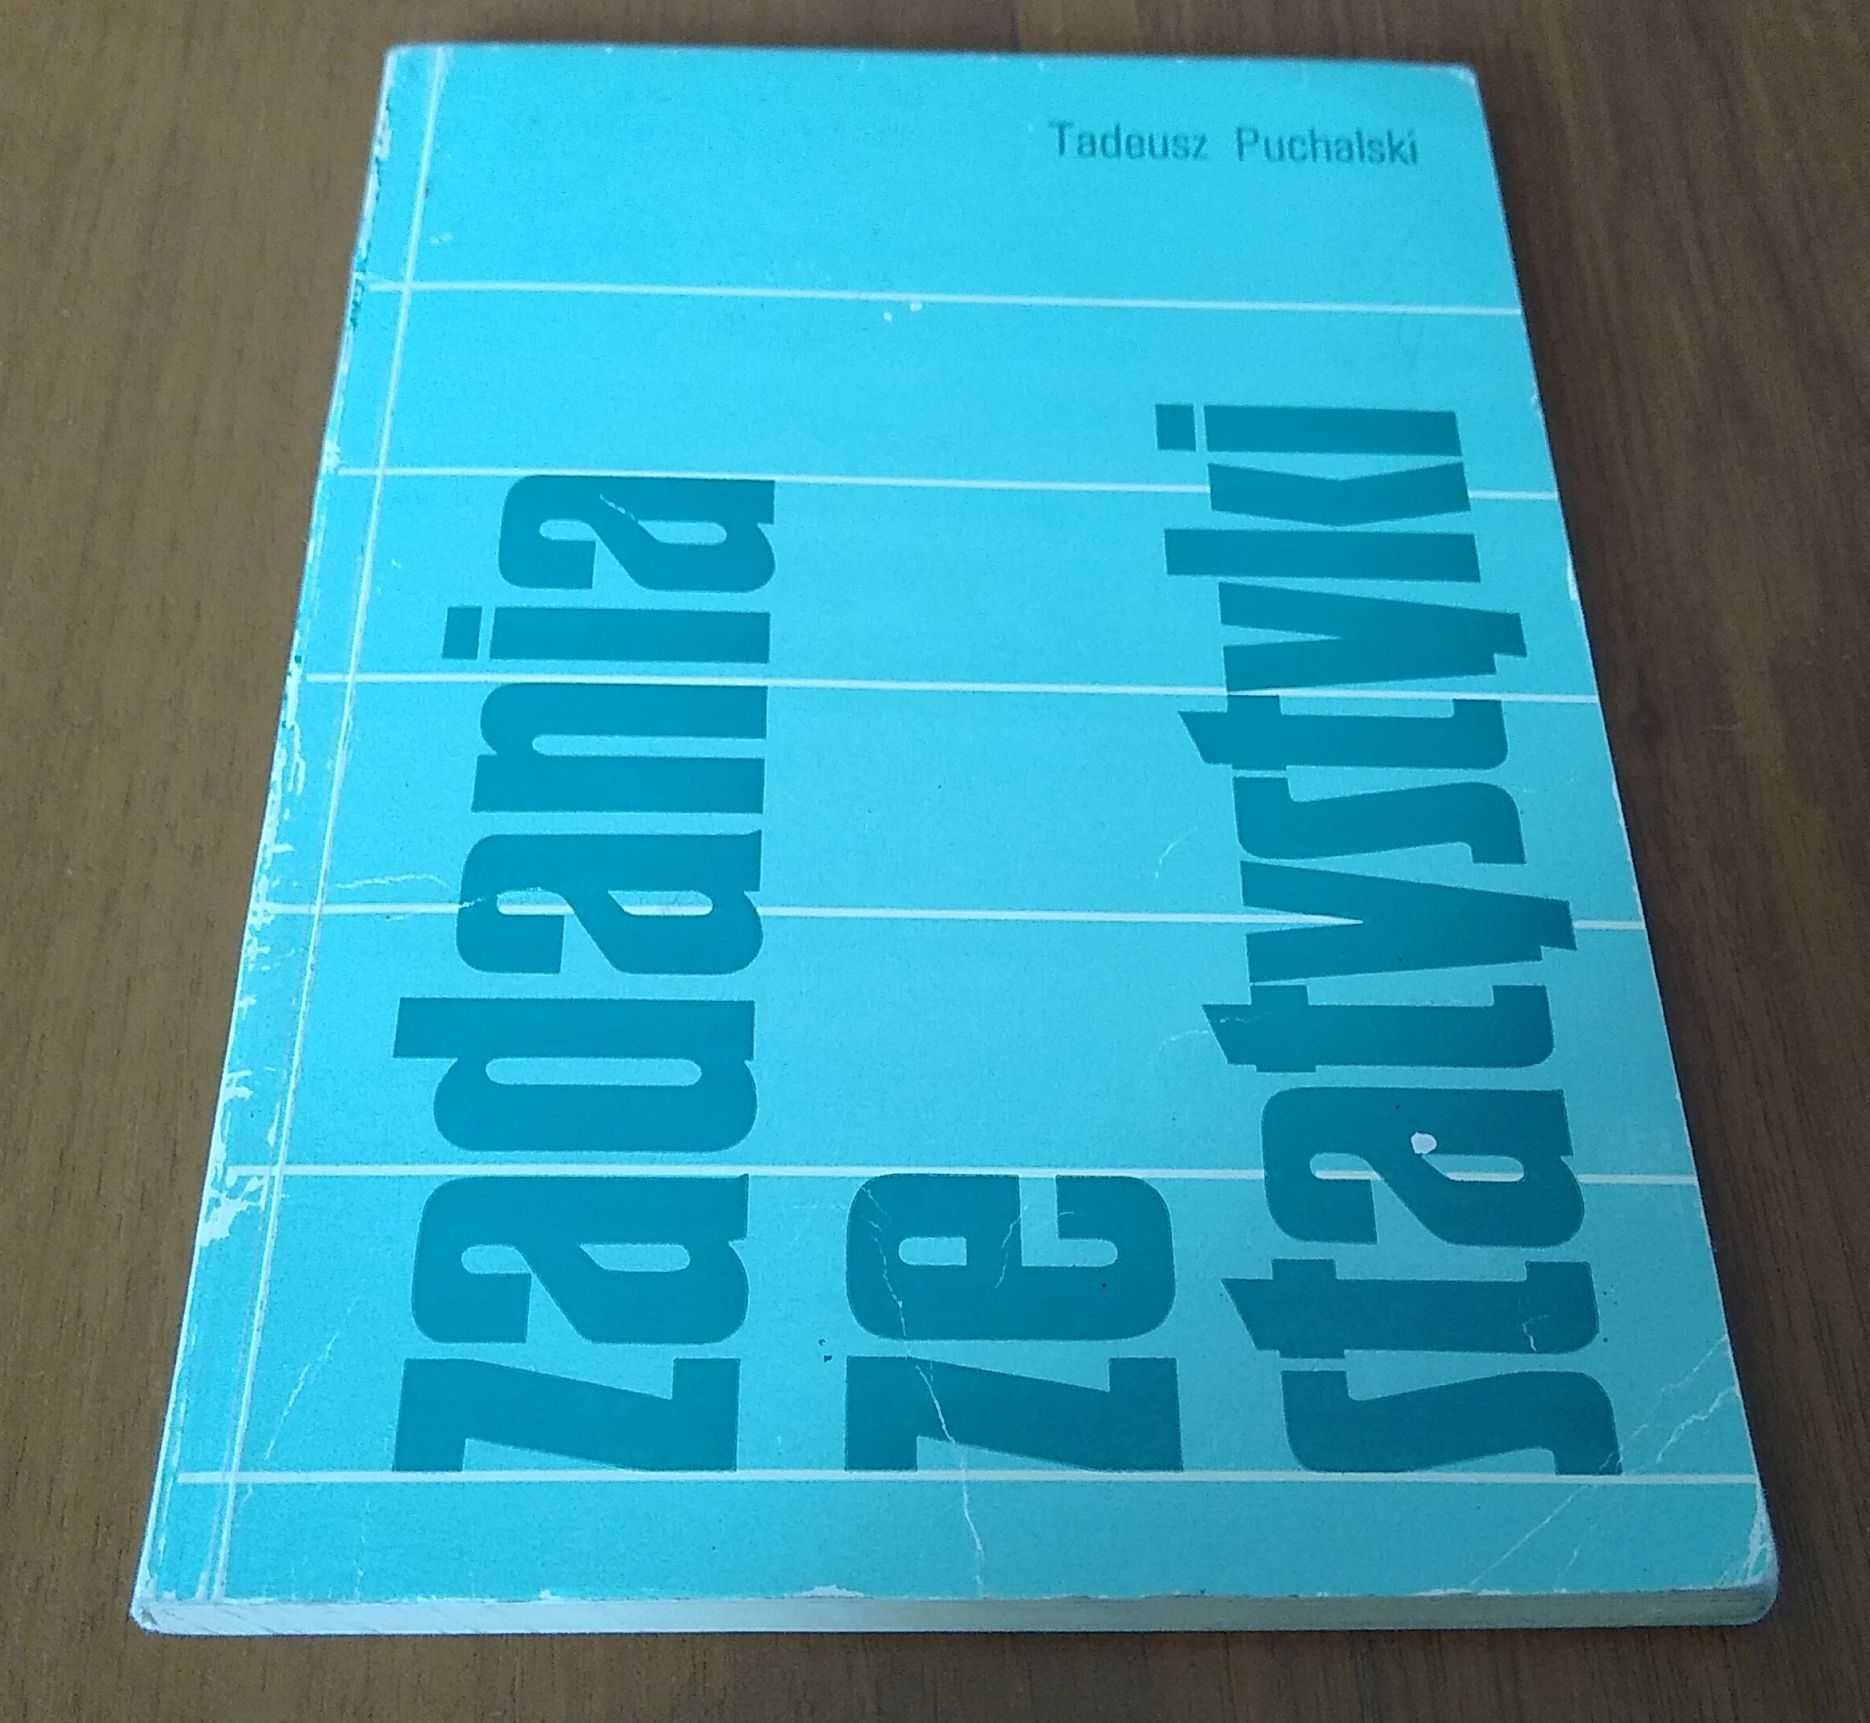 Tadeusz Puchalski
zadania
ze
statystyki